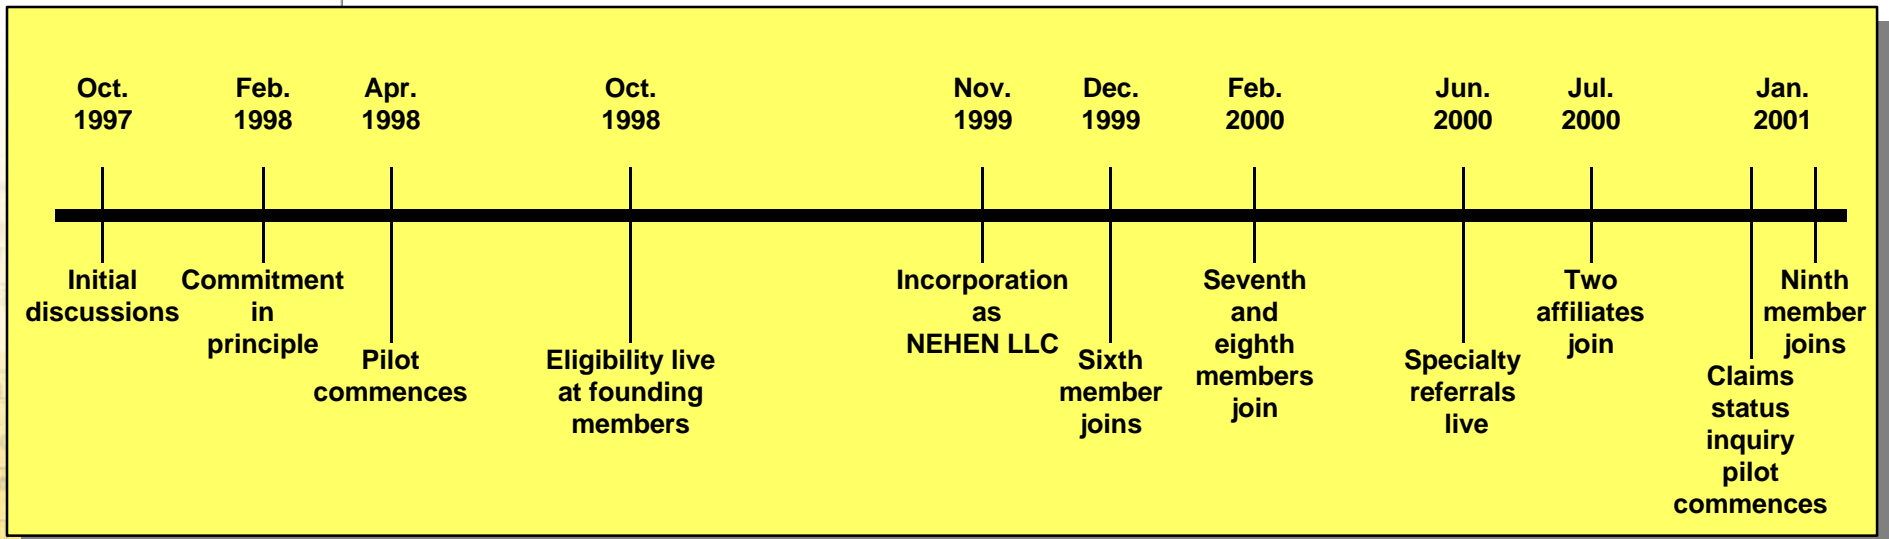 Oct.
1997
Feb.
1998
Apr.
1998
Oct.
1998
Nov.
1999
Dec.
1999
Feb.
2000
Jun.
2000
Jul.
2000
Jan.
2001
Initial
discussions
Commitment
in
principle
Pilot
commences
Eligibility live
at founding
members
Incorporation
as
NEHEN LLC
Sixth
member
joins
Seventh
and
eighth
members
join
Specialty
referrals
live
Two
affiliates
join
Claims
status
inquiry
pilot
commences
Ninth
member
joins